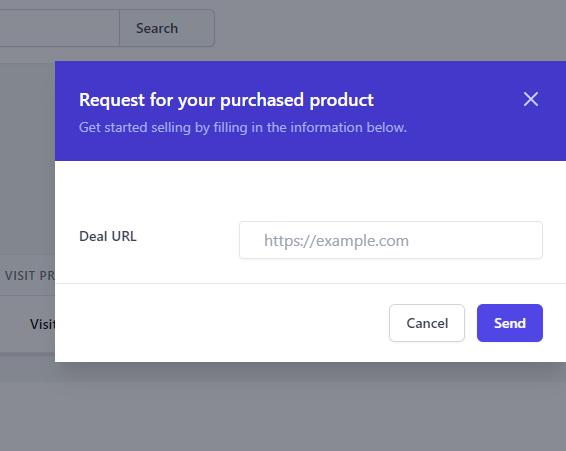 Search
Request for your purchased product
Get started selling by filling in the information below.
Deal URL
https://example.com
VISIT PR
Visit
Cancel
Send